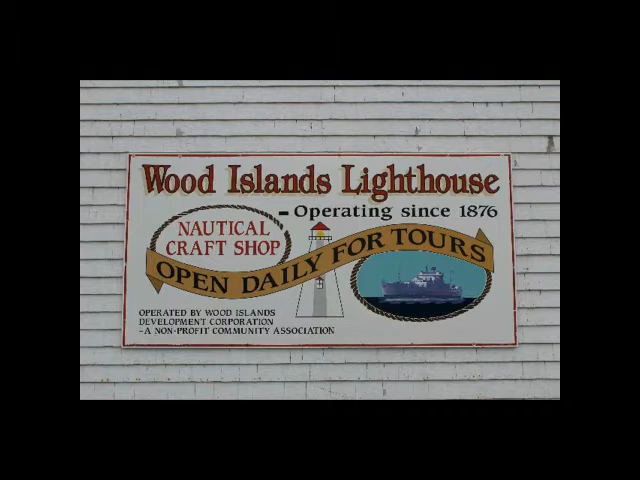 Wood Islands Lighthouse
- Operating since 1876
NAUTICAL
CRAFT SHOP
OPEN DAILY FOR TOURS
OPERATED BY WOOD ISLANDS
DEVELOPMENT CORPORATION
-A NON-PROFIT COMMUNITY ASSOCIATION